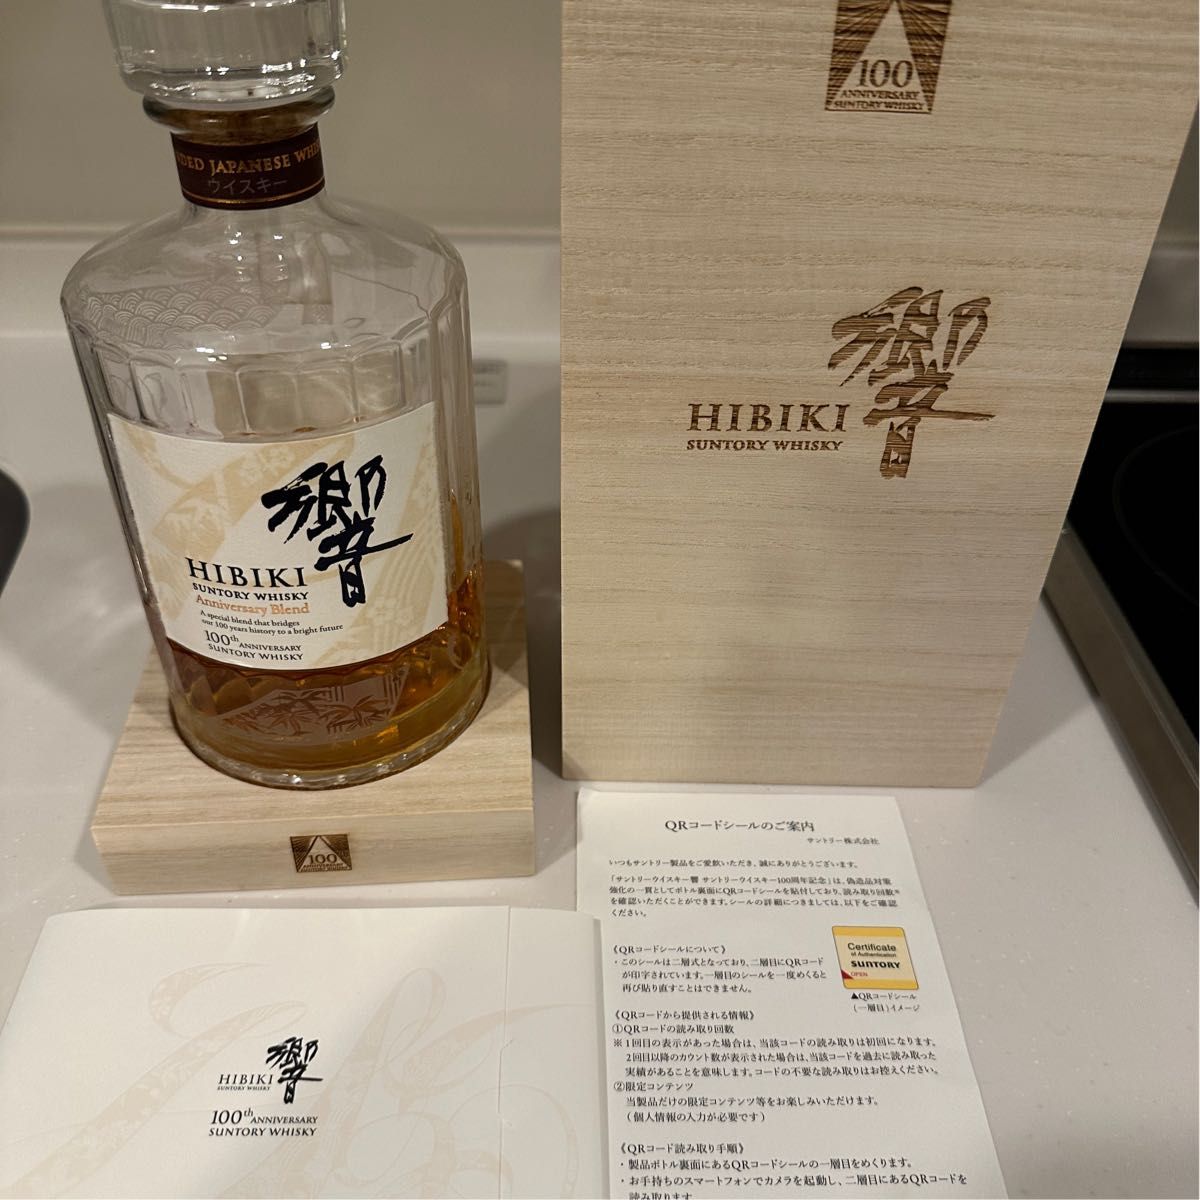 100
ANNIVERSARY
SUNTORY WHISKY
JAPANESE
ウイスキー
響
HIBIKI
SUNTORY WHISKY
Anniversary Blend
A special blend that bridges
our 100 years history to a bright future
100th ANNIVERSARY
SUNTORY WHISKY
100th
ANNIVERSARY
SUNTORY WHISKY
響
HIBIKI
SUNTORY WHISKY
響
HIBIKI
SUNTORY WHISKY
100th ANNIVERSARY
SUNTORY WHISKY
QRコードシールのご案内
サントリー株式会社
いつもサントリー製品をご愛飲いただき、誠にありがとうございます。
「サントリーウイスキー響 サントリーウイスキー100周年記念」は、偽造品対策
強化の一貫としてボトル裏面にQRコードシールを貼付しており、読み取り回数※
を確認いただくことができます。シールの詳細につきましては、以下をご確認
ください。
《QRコードシールについて》
・このシールは二層式となっており、二層目にQRコード
が印字されています。一層目のシールを一度めくると
再び貼り直すことはできません。
Certificate
of Authentication
SUNTORY
OPEN
▲QRコードシール
(一層目)イメージ
《QRコードから提供される情報》
①QRコードの読み取り回数
※1回目の表示があった場合は、当該コードの読み取りは初回になります。
2回目以降のカウント数が表示された場合は、当該コードを過去に読み取った
実績があることを意味します。コードの不要な読み取りはお控えください。
②限定コンテンツ
当製品だけの限定コンテンツ等をお楽しみいただけます。
(個人情報の入力が必要です)
《QRコード読み取り手順》
・製品ボトル裏面にあるQRコードシールの一層目をめくります。
・お手持ちのスマートフォンでカメラを起動し、二層目にあるQRコードを
読み取ります